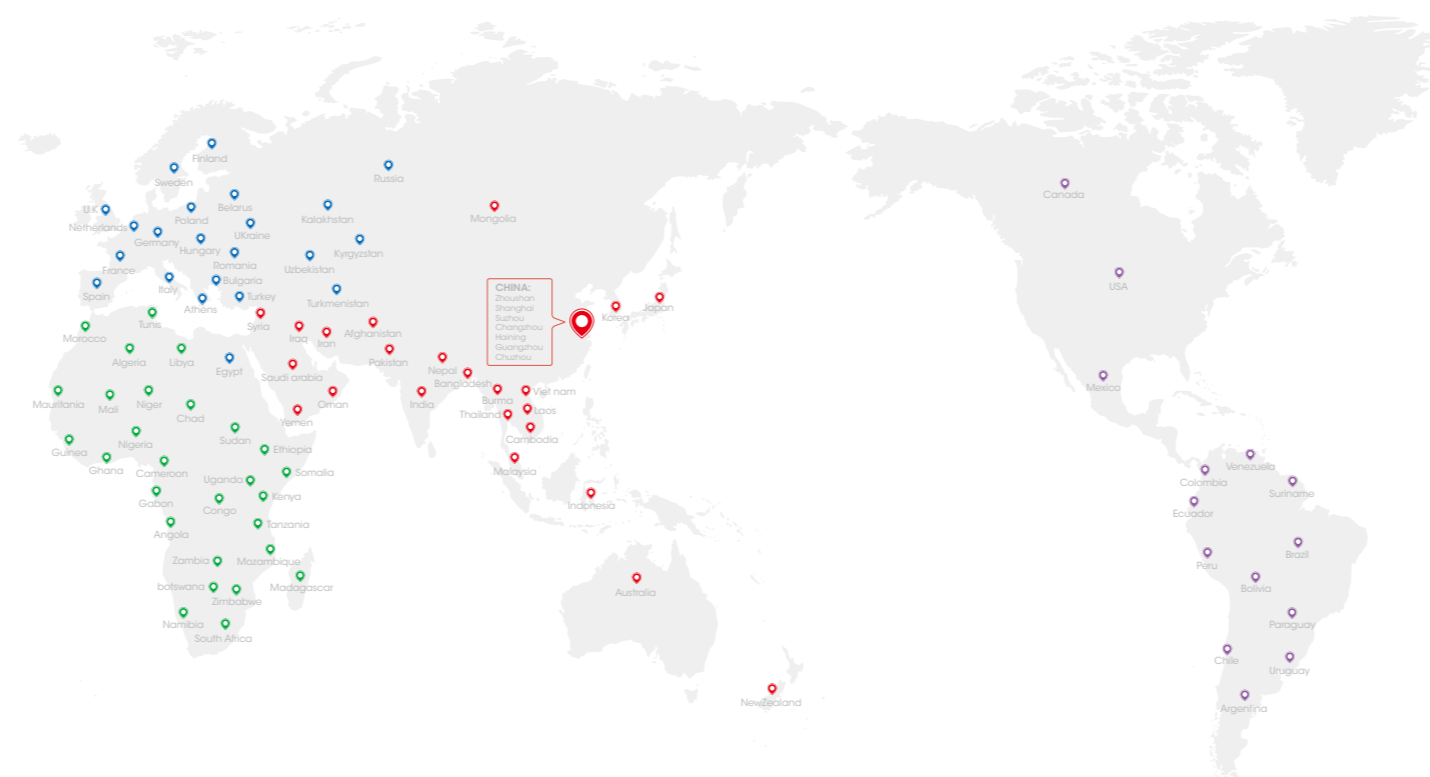 Finland
Sweden
Russia
Canada
U.K
Belarus
Poland
Kalakhstan
Mongolia
Netherlands
Germany
UKraine
Hungary
Kyrgyzstan
France
Romania
Uzbekistan
Italy
Bulgaria
USA
Spain
Turkey
Athens
Turkmenistan
CHINA:
Zhoushan
Shanghai
Suzhou
Changzhou
Haining
Guangzhou
Chuzhou
Korea
Japan
Tunis
Syria
Morocco
Iraq
Iran
Afghanistan
Algeria
Libya
Egypt
Pakistan
Saudi arabia
Nepal
Bangladesh
Mexico
Mauritania
Mali
Niger
Chad
Oman
India
Burma
Viet nam
Yemen
Thailand
Laos
Guinea
Nigeria
Sudan
Ethiopia
Cambodia
Ghana
Cameroon
Somalia
Malaysia
Venezuela
Colombia
Uganda
Suriname
Gabon
Congo
Kenya
Indonesia
Ecuador
Angola
Tanzania
Zambia
Mozambique
Brazil
Peru
botswana
Zimbabwe
Madagascar
Australia
Bolivia
Namibia
South Africa
Paraguay
Chile
Uruguay
NewZealand
Argentina